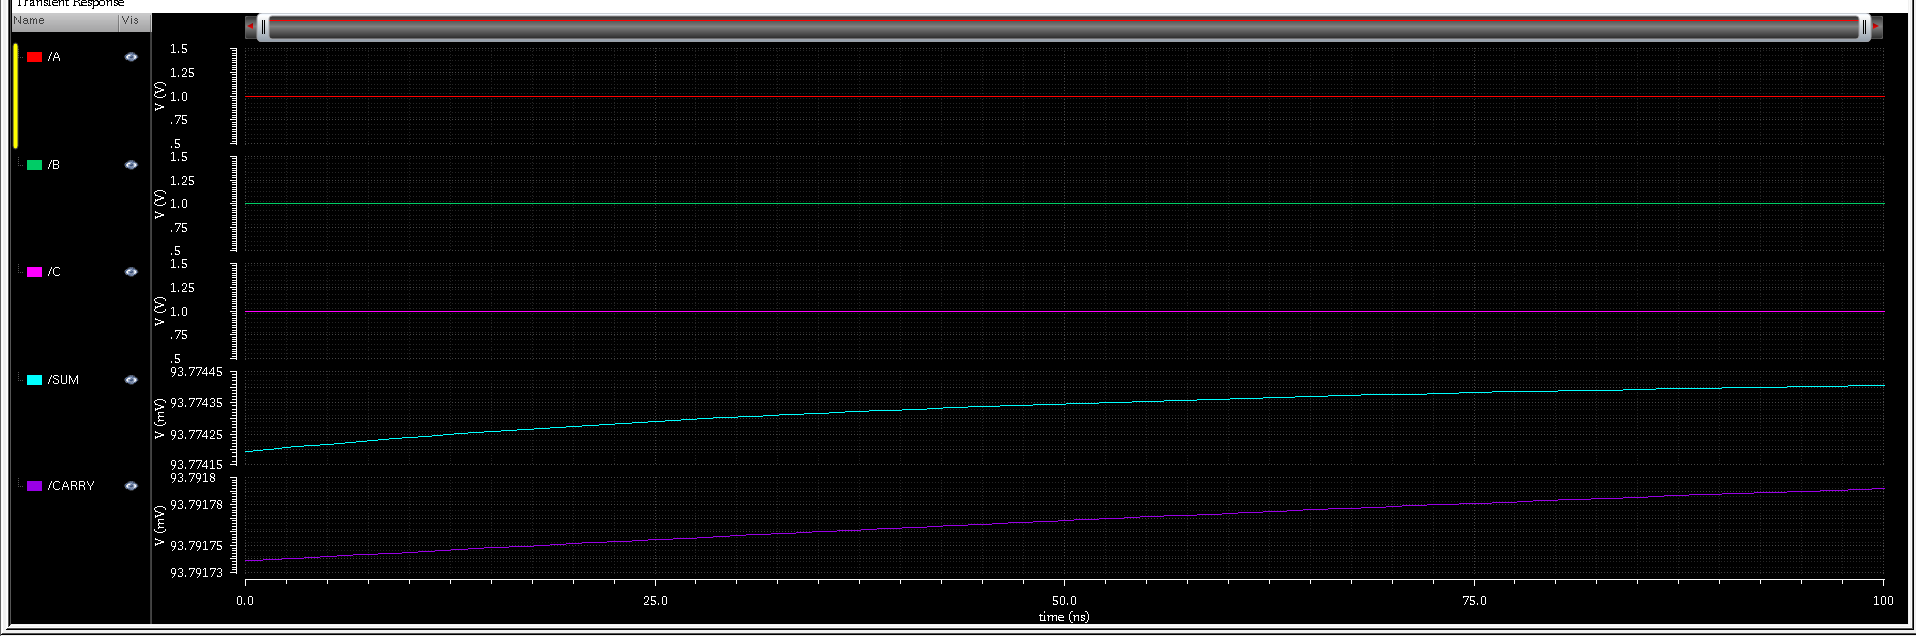 Transient Response
Name Vis
/A
V (V)
1.5
1.25
1.0
.75
.5
/B
V (V)
1.5
1.25
1.0
.75
.5
/C
V (V)
1.5
1.25
1.0
.75
.5
/SUM
V (mV)
93.77445
93.77435
93.77425
93.77415
/CARRY
V (mV)
93.7918
93.79178
93.79175
93.79173
0.0 25.0 50.0 75.0 100
time (ns)